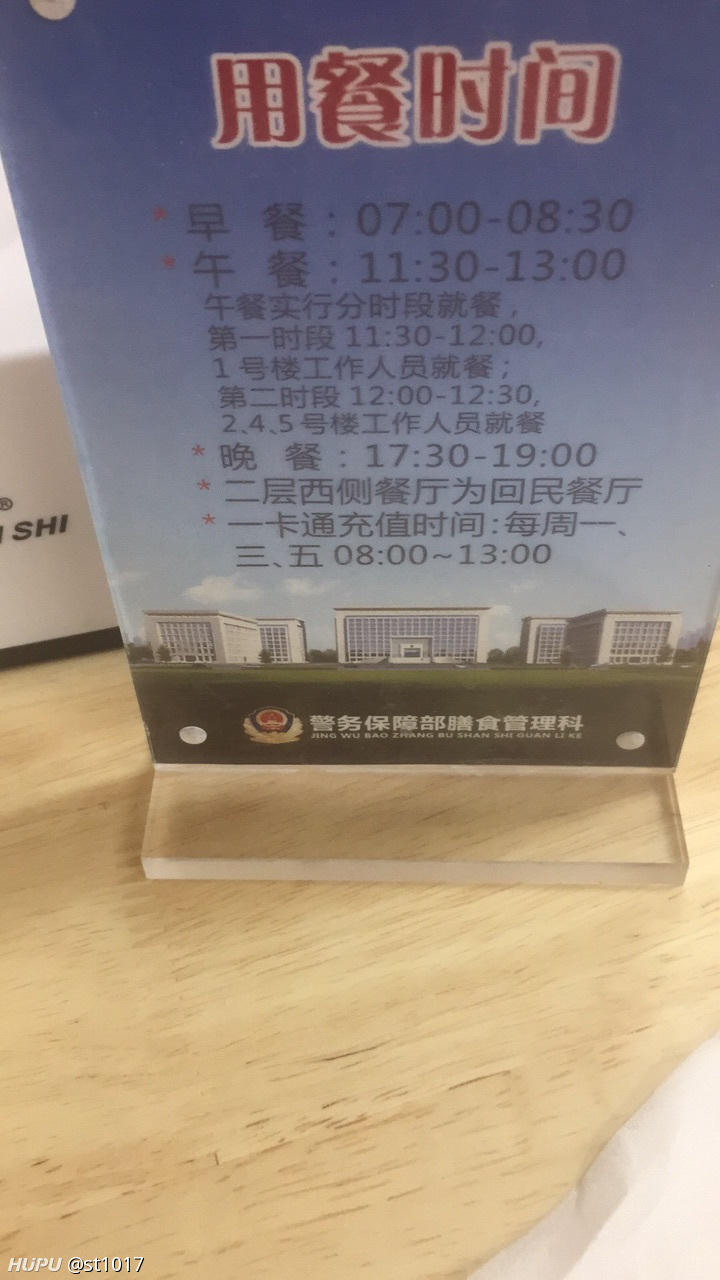 用餐时间
* 早 餐：07:00-08:30
* 午 餐：11:30-13:00
午餐实行分时段就餐，
第一时段 11:30-12:00,
1 号楼工作人员就餐；
第二时段 12:00-12:30,
2、4、5 号楼工作人员就餐
* 晚 餐：17:30-19:00
* 二层西侧餐厅为回民餐厅
* 一卡通充值时间：每周一、
三、五 08:00~13:00
® 
SHI
警务保障部膳食管理科
JING WU BAO ZHANG BU SHAN SHI GUAN LI KE
HUPU @st1017